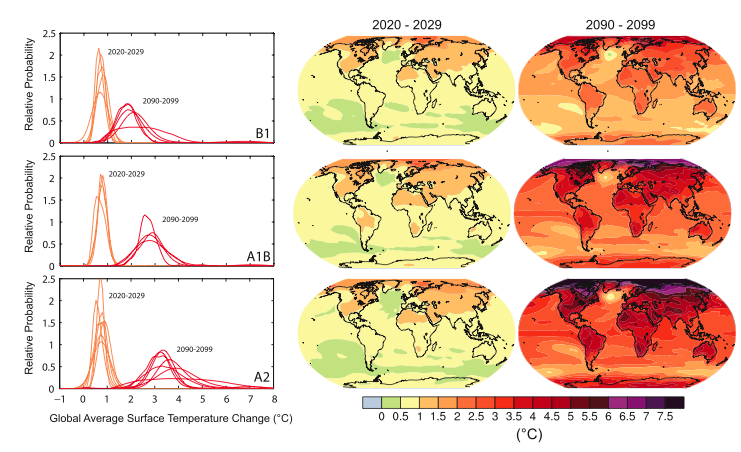 2020 - 2029
2090 - 2099
Relative Probability
2.5
2
1.5
1
0.5
0
2020-2029
2090-2099
B1
Relative Probability
2.5
2
1.5
1
0.5
0
2020-2029
2090-2099
A1B
Relative Probability
2.5
2
1.5
1
0.5
0
2020-2029
2090-2099
A2
−1 0 1 2 3 4 5 6 7 8
Global Average Surface Temperature Change (°C)
0 0.5 1 1.5 2 2.5 3 3.5 4 4.5 5 5.5 6 6.5 7 7.5
(°C)